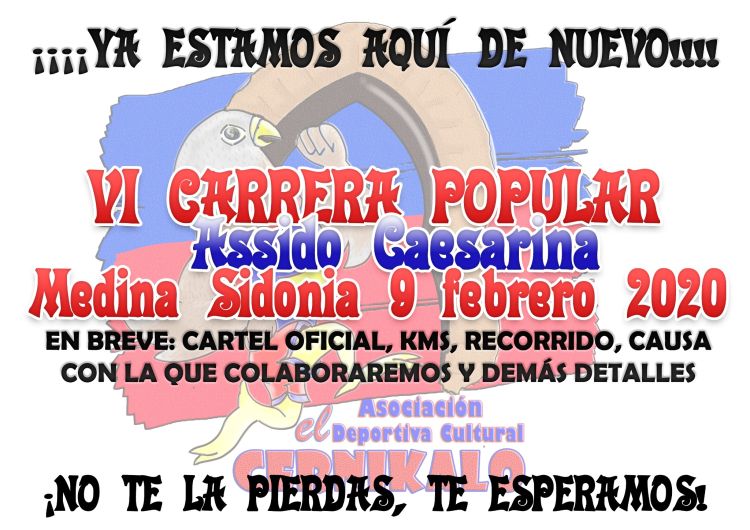 ¡¡¡¡YA ESTAMOS AQUÍ DE NUEVO!!!!
VI CARRERA POPULAR
Assido Caesarina
Medina Sidonia 9 febrero 2020
EN BREVE: CARTEL OFICIAL, KMS, RECORRIDO, CAUSA
CON LA QUE COLABORAREMOS Y DEMÁS DETALLES
Asociación
el Deportiva Cultural
CERNIKALO
¡NO TE LA PIERDAS, TE ESPERAMOS!